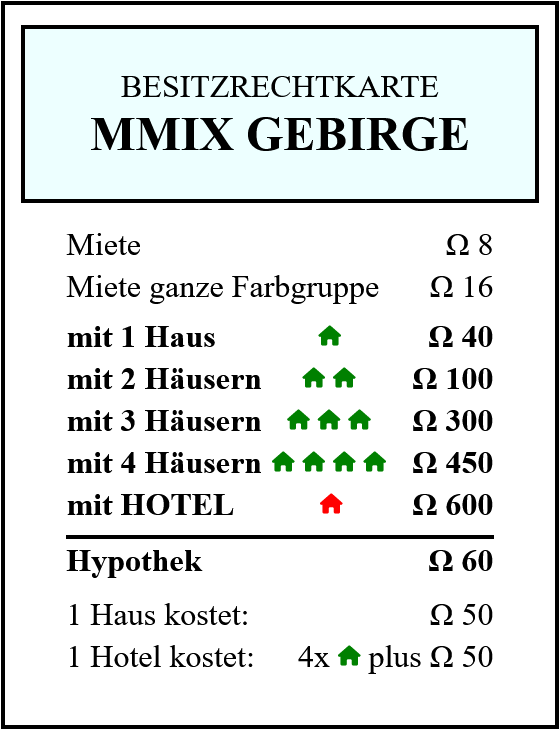 BESITZRECHTKARTE
MMIX GEBIRGE
Miete Ω 8
Miete ganze Farbgruppe Ω 16
mit 1 Haus Ω 40
mit 2 Häusern Ω 100
mit 3 Häusern Ω 300
mit 4 Häusern Ω 450
mit HOTEL Ω 600
Hypothek Ω 60
1 Haus kostet: Ω 50
1 Hotel kostet: 4x plus Ω 50